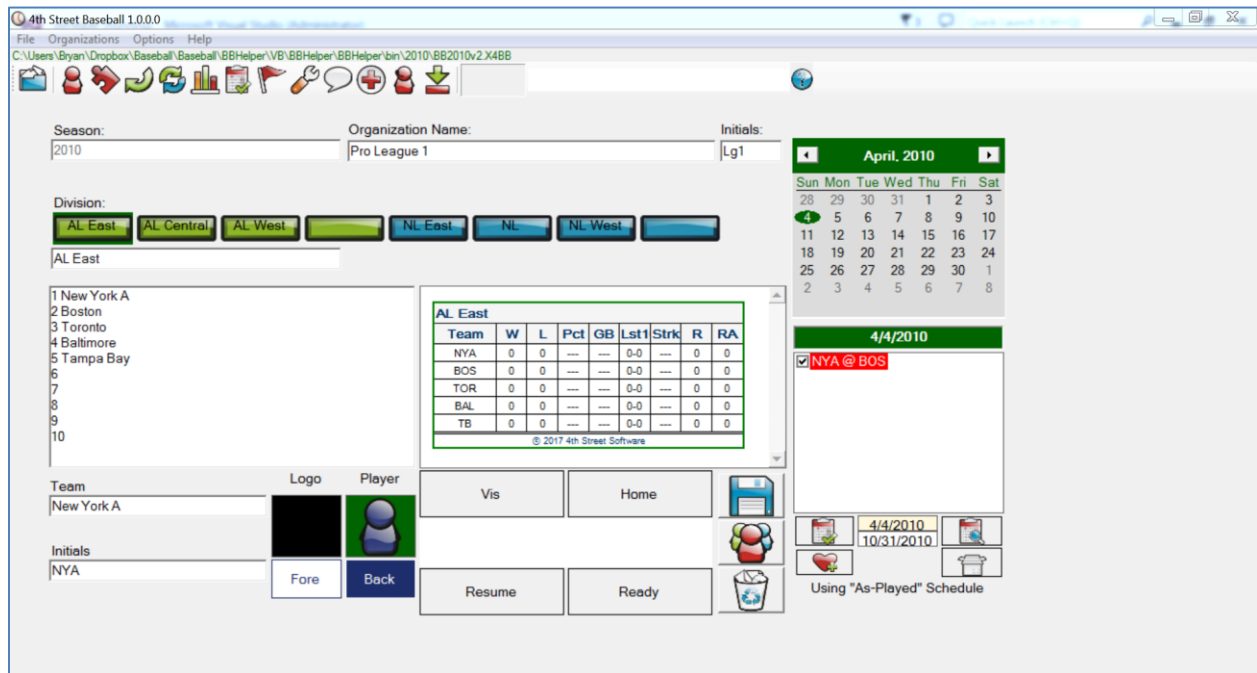 4th Street Baseball 1.0.0.0
File Organizations Options Help
C:\Users\Bryan\Dropbox\Baseball\Baseball\BBHelper\VB\BBHelper\BBHelper\bin\2010\BB2010v2.X4BB
Season: Organization Name: Initials:
2010 Pro League 1 Lg1
Division:
AL East AL Central AL West NL East NL NL West
AL East
April, 2010
Sun Mon Tue Wed Thu Fri Sat
28 29 30 31 1 2 3
4 5 6 7 8 9 10
11 12 13 14 15 16 17
18 19 20 21 22 23 24
25 26 27 28 29 30 1
2 3 4 5 6 7 8
1 New York A
2 Boston
3 Toronto
4 Baltimore
5 Tampa Bay
6
7
8
9
10
AL East
Team W L Pct GB Lst1 Strk R RA
NYA 0 0 --- --- 0-0 --- 0 0
BOS 0 0 --- --- 0-0 --- 0 0
TOR 0 0 --- --- 0-0 --- 0 0
BAL 0 0 --- --- 0-0 --- 0 0
TB 0 0 --- --- 0-0 --- 0 0
® 2017 4th Street Software
4/4/2010
NYA @ BOS
Team Logo Player
New York A
Initials
NYA
Fore Back
Vis Home
Resume Ready
4/4/2010
10/31/2010
Using "As-Played" Schedule